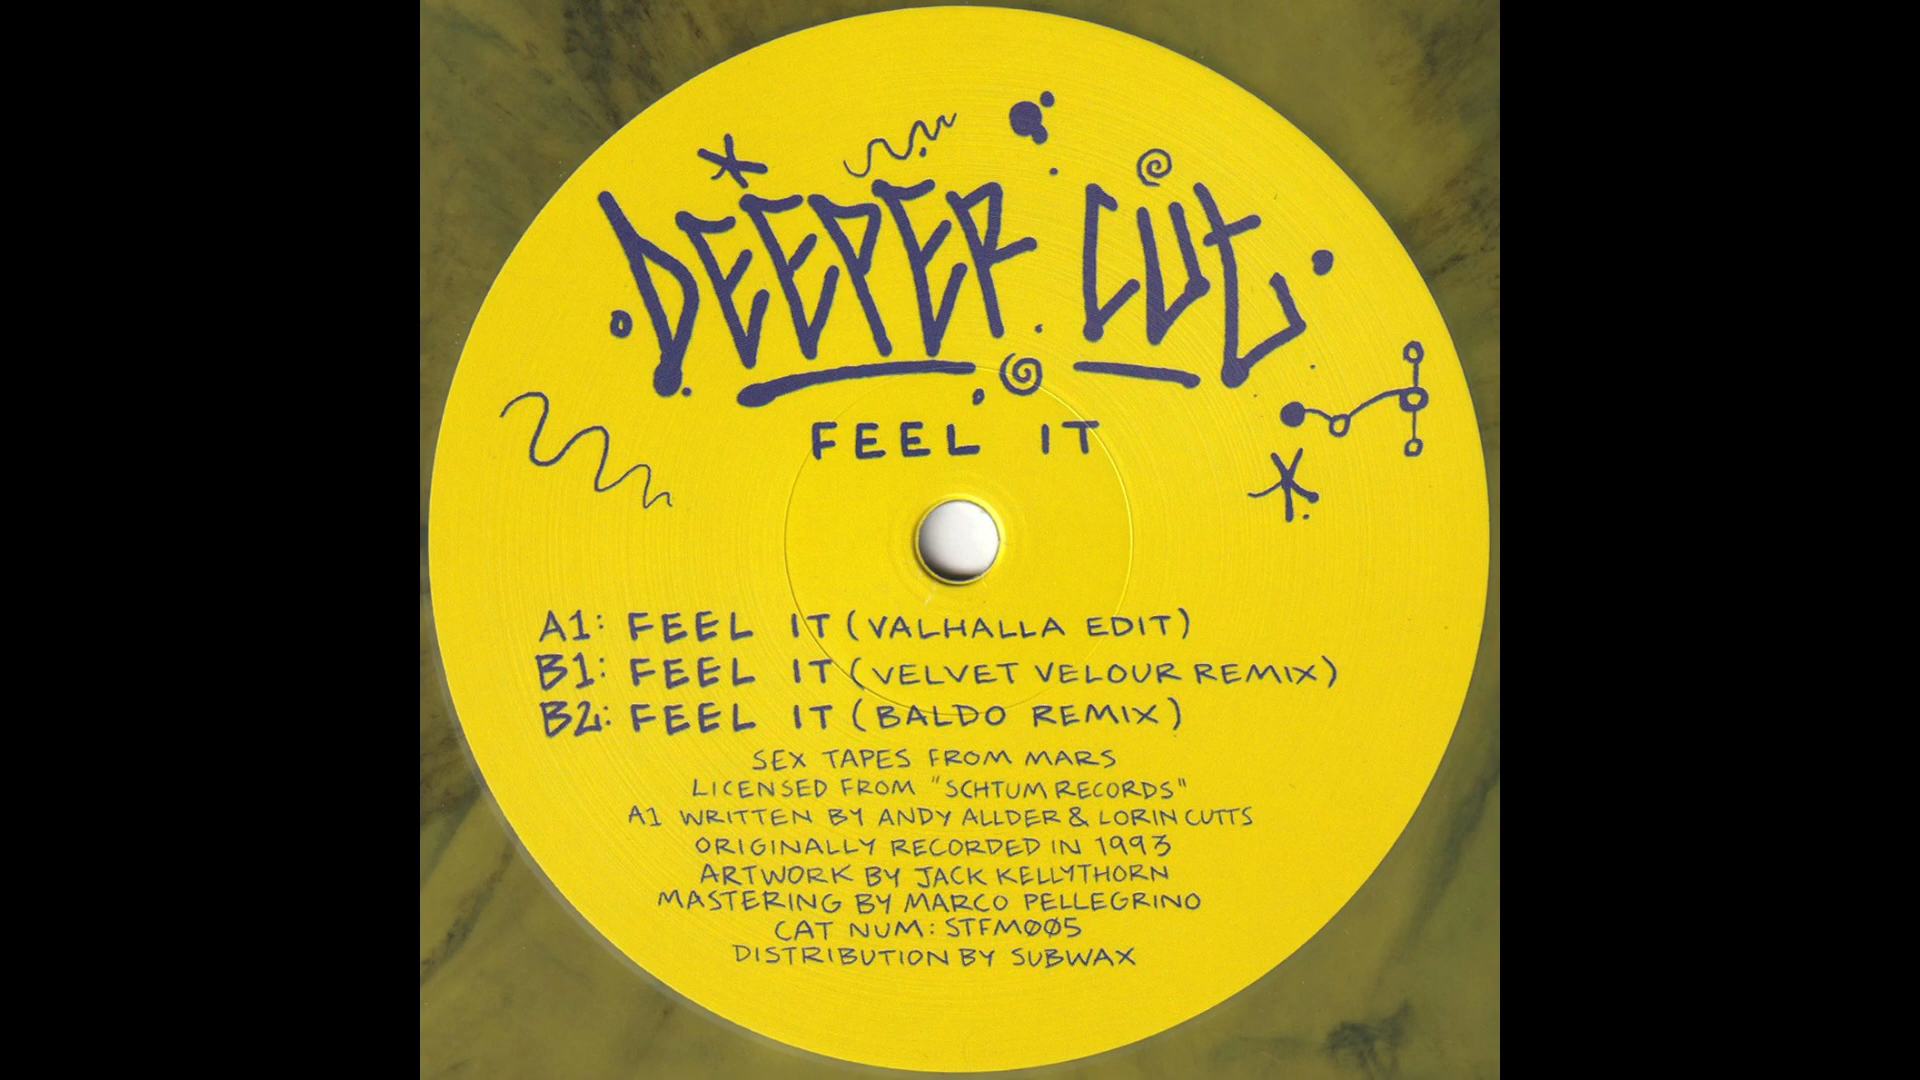 DEEPER CUT
FEEL IT
A1: FEEL IT (VALHALLA EDIT)
B1: FEEL IT (VELVET VELOUR REMIX)
B2: FEEL IT (BALDO REMIX)
SEX TAPES FROM MARS
LICENSED FROM "SCHTUM RECORDS"
A1 WRITTEN BY ANDY ALLDER & LORIN CUTTS
ORIGINALLY RECORDED IN 1993
ARTWORK BY JACK KELLYTHORN
MASTERING BY MARCO PELLEGRINO
CAT NUM: STFMØØ5
DISTRIBUTION BY SUBWAX